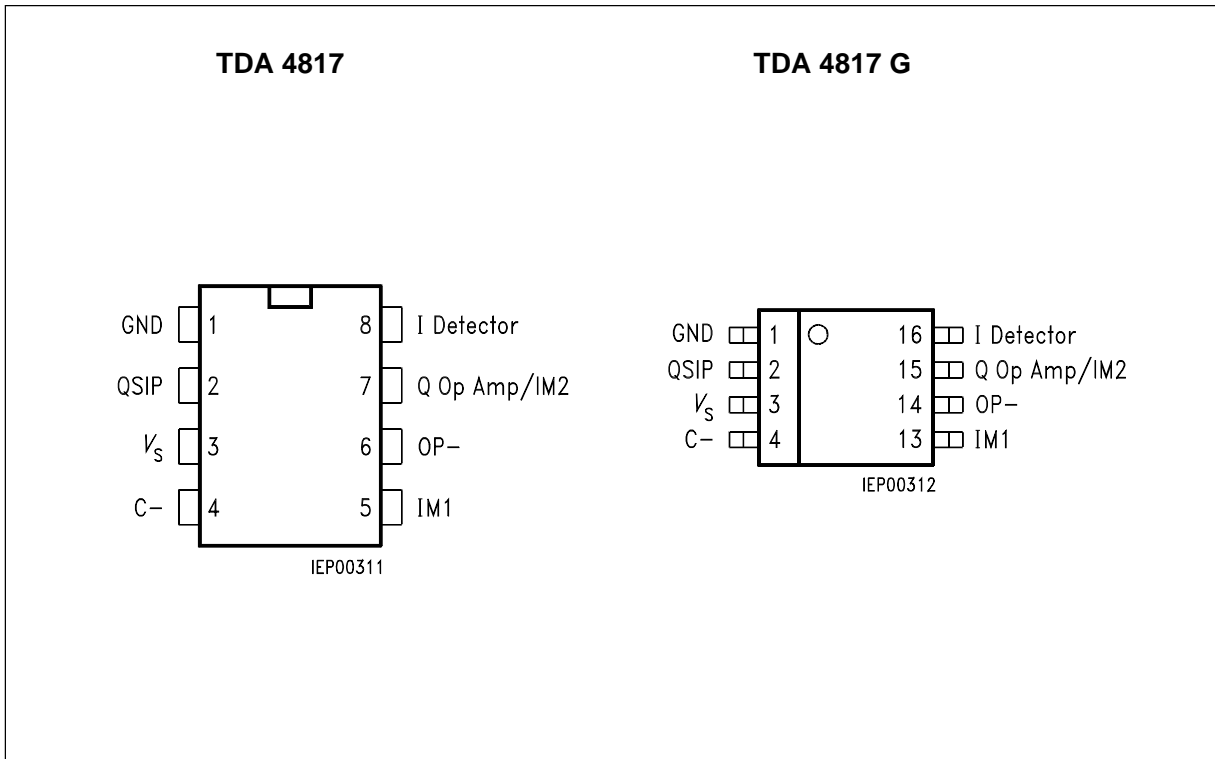 TDA 4817
GND 1 8 I Detector
QSIP 2 7 Q Op Amp/IM2
VS 3 6 OP−
C− 4 5 IM1
IEP00311
TDA 4817 G
GND 1 16 I Detector
QSIP 2 15 Q Op Amp/IM2
VS 3 14 OP−
C− 4 13 IM1
IEP00312